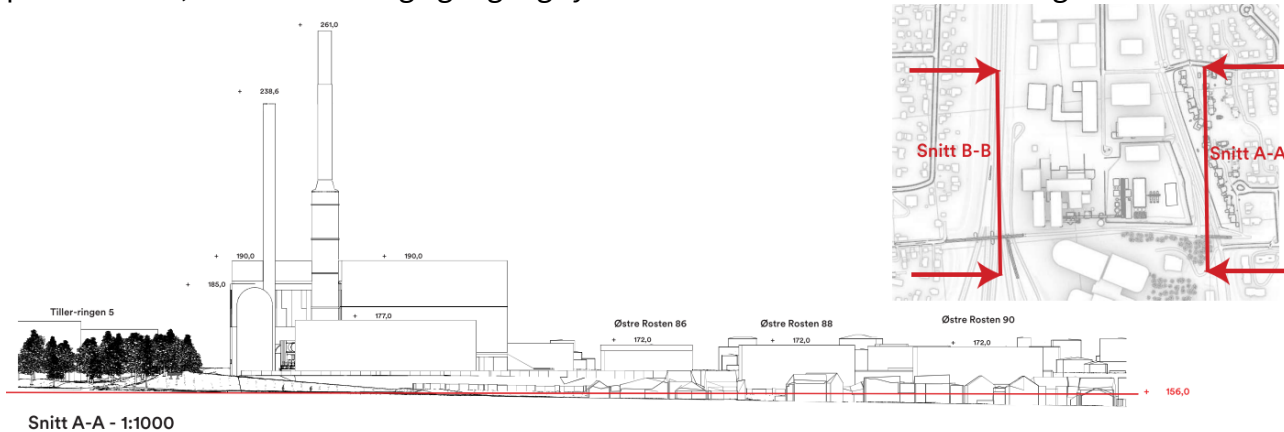 + 261,0
+ 238,6
+ 190,0
+ 190,0
+ 185,0
+ 177,0
Tiller-ringen 5
Østre Rosten 86
+ 172,0
Østre Rosten 88
+ 172,0
Østre Rosten 90
+ 172,0
+ 156,0
Snitt A-A - 1:1000
Snitt B-B
Snitt A-A